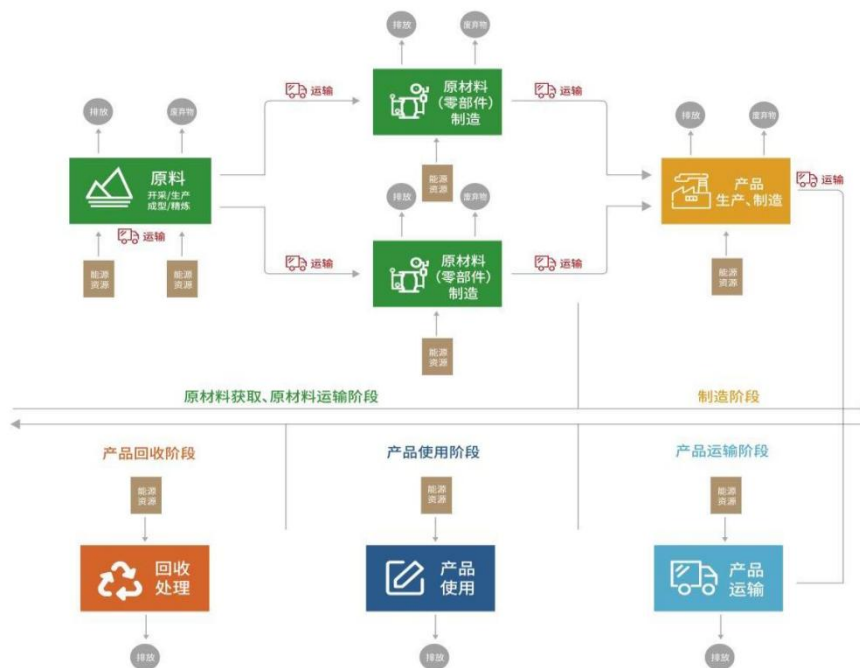 排放
废弃物
排放
废弃物
运输
原材料
(零部件)
制造
运输
排放
废弃物
排放
废弃物
原料
开采/生产
成型/精炼
能源
资源
产品
生产、制造
运输
排放
废弃物
运输
运输
原材料
(零部件)
制造
运输
能源
资源
能源
资源
能源
资源
能源
资源
原材料获取、原材料运输阶段
制造阶段
产品回收阶段
产品使用阶段
产品运输阶段
能源
资源
能源
资源
能源
资源
回收
处理
产品
使用
产品
运输
排放
排放
排放